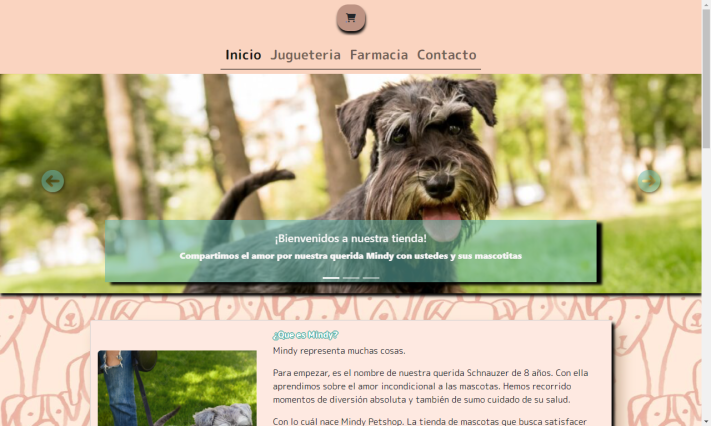 Inicio Jugueteria Farmacia Contacto
¡Bienvenidos a nuestra tienda!
Compartimos el amor por nuestra querida Mindy con ustedes y sus mascotitas
¿Que es Mindy?
Mindy representa muchas cosas.
Para empezar, es el nombre de nuestra querida Schnauzer de 8 años. Con ella
aprendimos sobre el amor incondicional a las mascotas. Hemos recorrido
momentos de diversión absoluta y también de sumo cuidado de su salud.
Con lo cuál nace Mindy Petshop. La tienda de mascotas que busca satisfacer